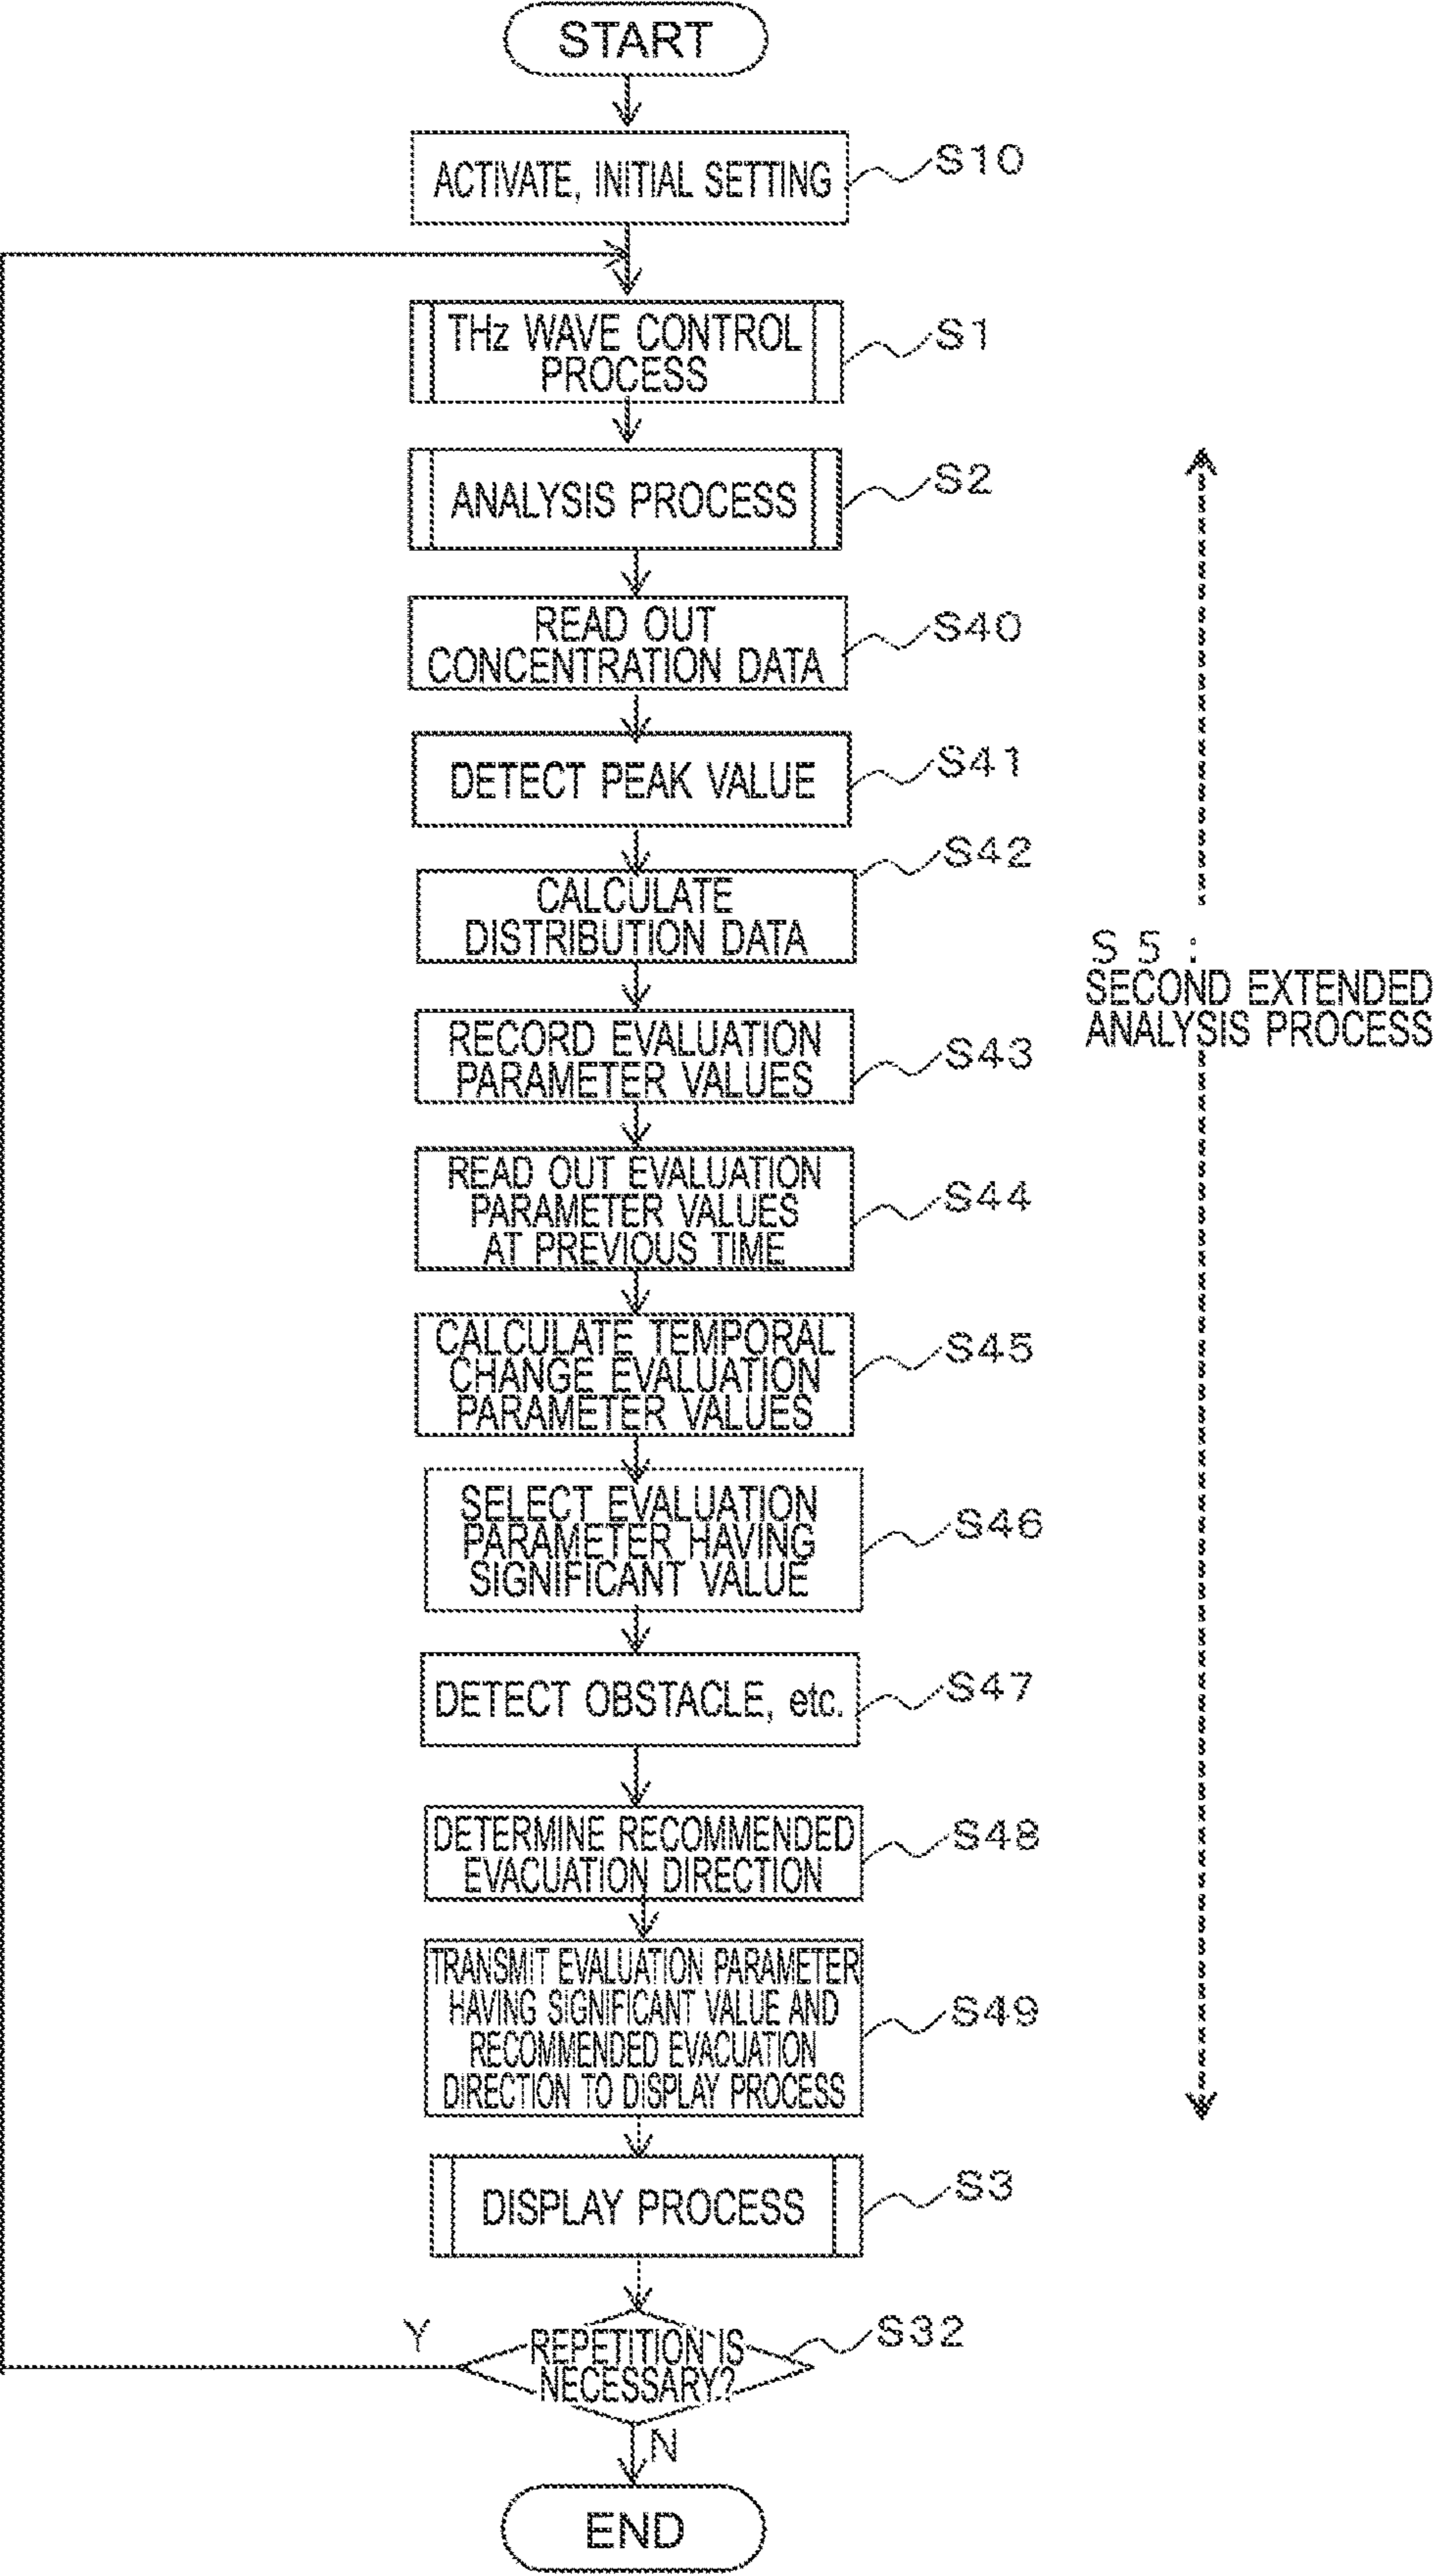 START
ACTIVATE, INITIAL SETTING
S10
THz WAVE CONTROL
PROCESS
S1
ANALYSIS PROCESS
S2
READ OUT
CONCENTRATION DATA
S40
DETECT PEAK VALUE
S41
CALCULATE
DISTRIBUTION DATA
S42
S5 :
SECOND EXTENDED
ANALYSIS PROCESS
RECORD EVALUATION
PARAMETER VALUES
S43
READ OUT EVALUATION
PARAMETER VALUES
AT PREVIOUS TIME
S44
CALCULATE TEMPORAL
CHANGE EVALUATION
PARAMETER VALUES
S45
SELECT EVALUATION
PARAMETER HAVING
SIGNIFICANT VALUE
S46
DETECT OBSTACLE, etc.
S47
DETERMINE RECOMMENDED
EVACUATION DIRECTION
S48
TRANSMIT EVALUATION PARAMETER
HAVING SIGNIFICANT VALUE AND
RECOMMENDED EVACUATION
DIRECTION TO DISPLAY PROCESS
S49
DISPLAY PROCESS
S3
Y
REPETITION IS
NECESSARY?
S32
N
END